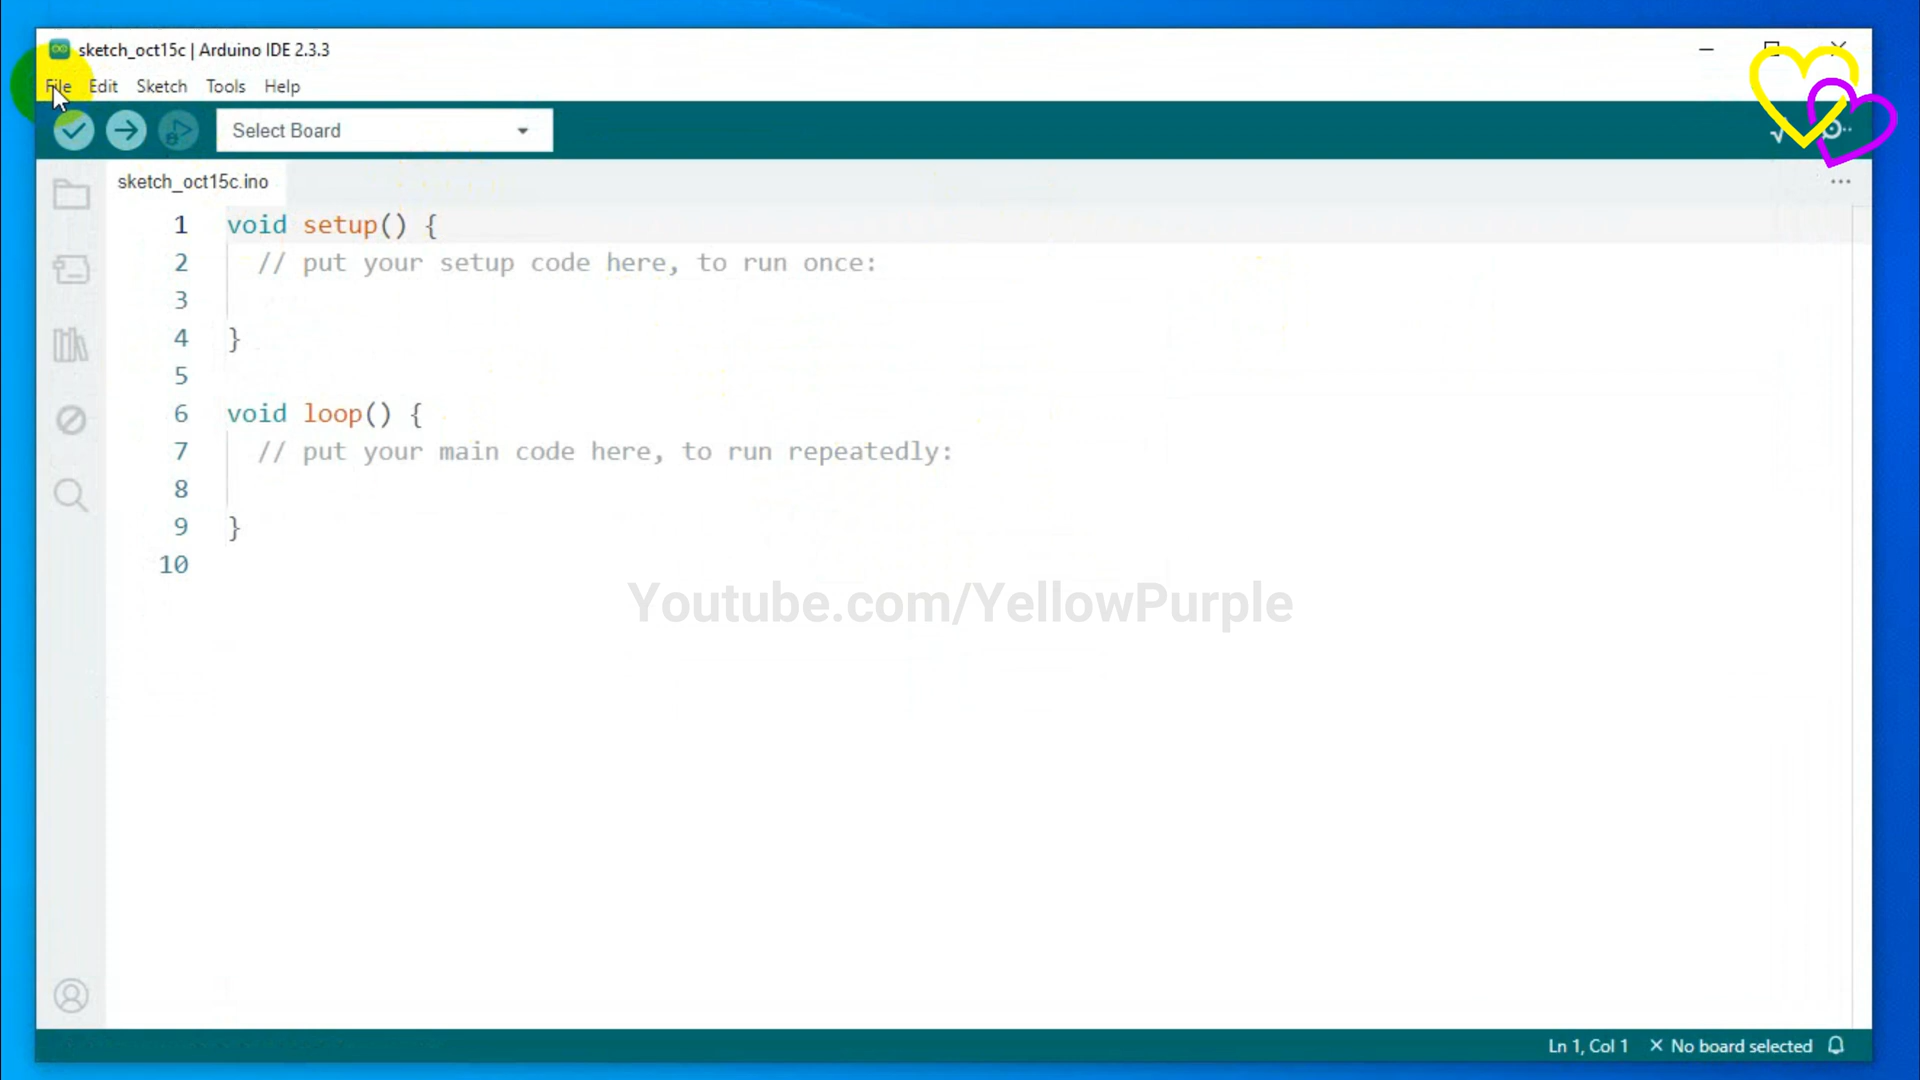 sketch_oct15c | Arduino IDE 2.3.3
File Edit Sketch Tools Help
Select Board
sketch_oct15c.ino
1 void setup() {
2 // put your setup code here, to run once:
3
4 }
5
6 void loop() {
7 // put your main code here, to run repeatedly:
8
9 }
10
Youtube.com/YellowPurple
Ln 1, Col 1 × No board selected